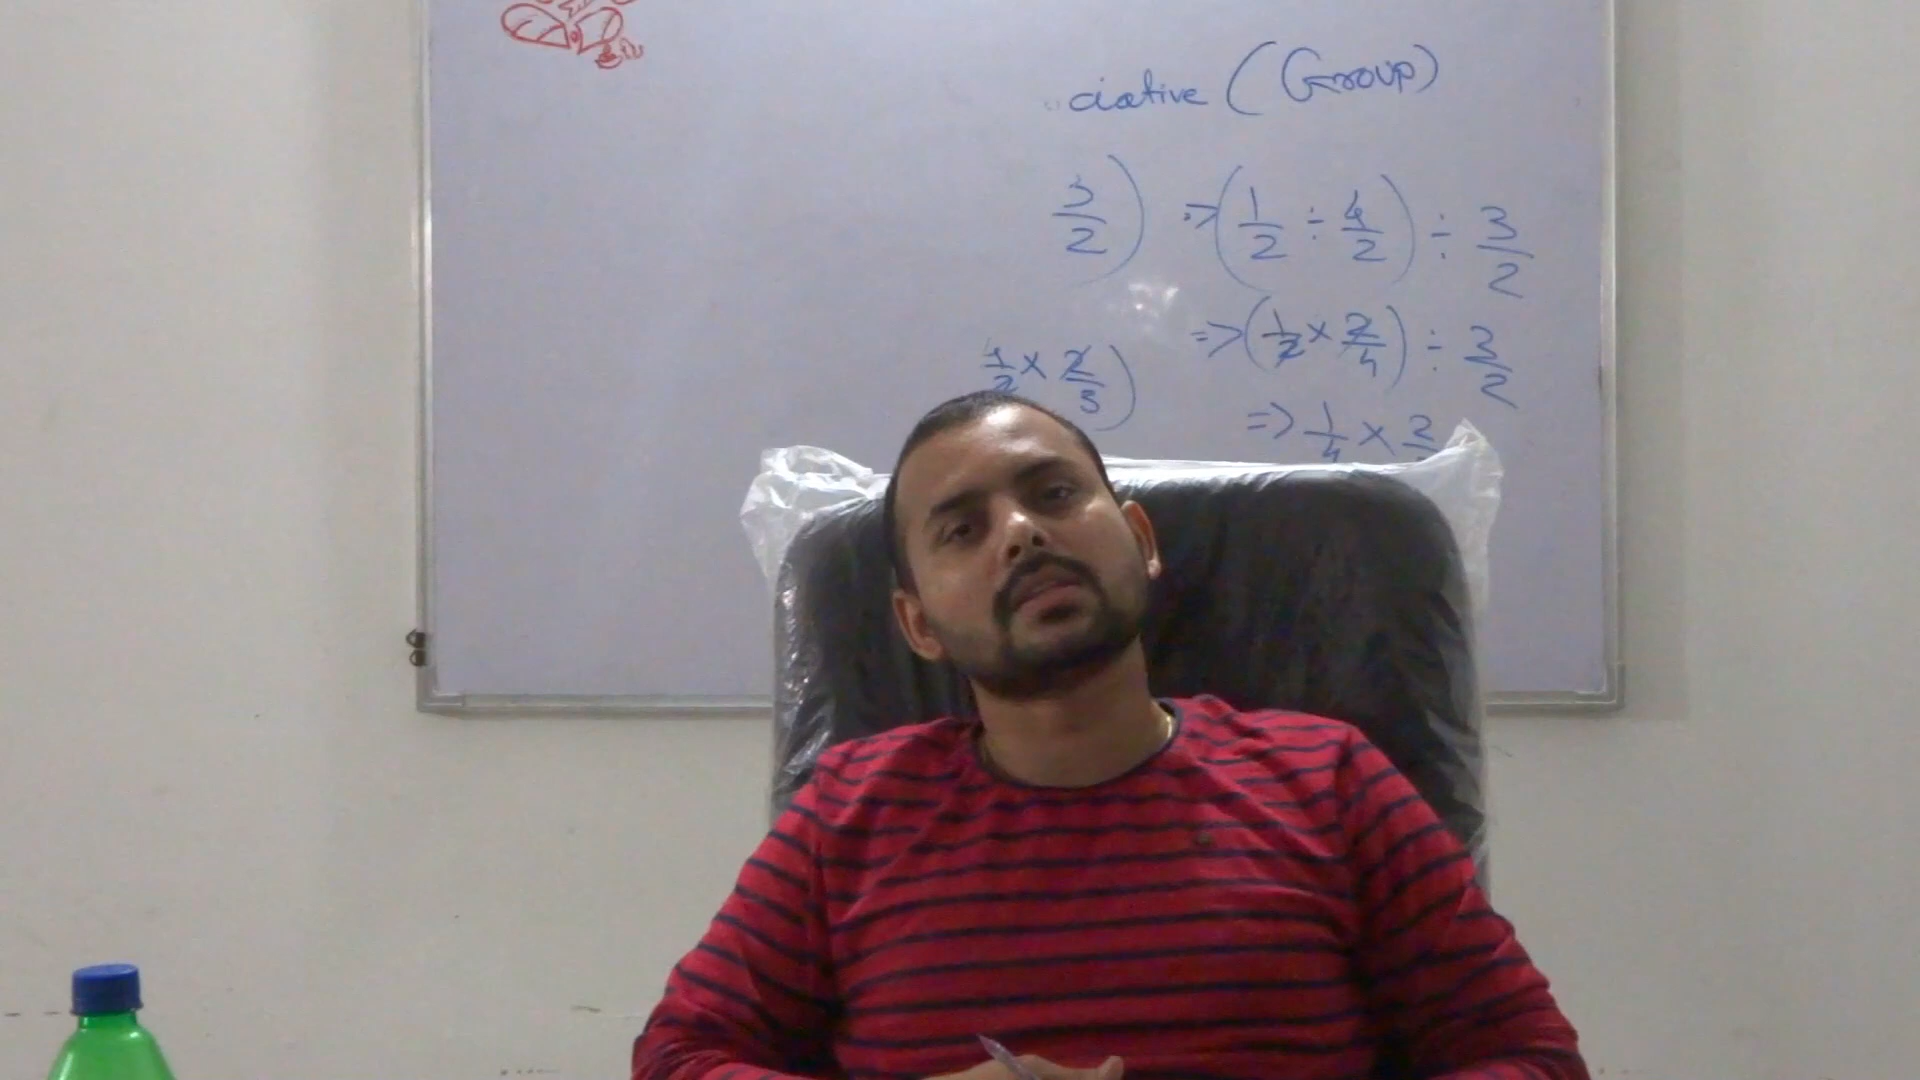 ciative (Group)
3/2) => (1/2 ÷ 4/2) ÷ 3/2
=> (1/2 × 2/4) ÷ 3/2
1/2 × 2/3)
=> 1/4 × 2